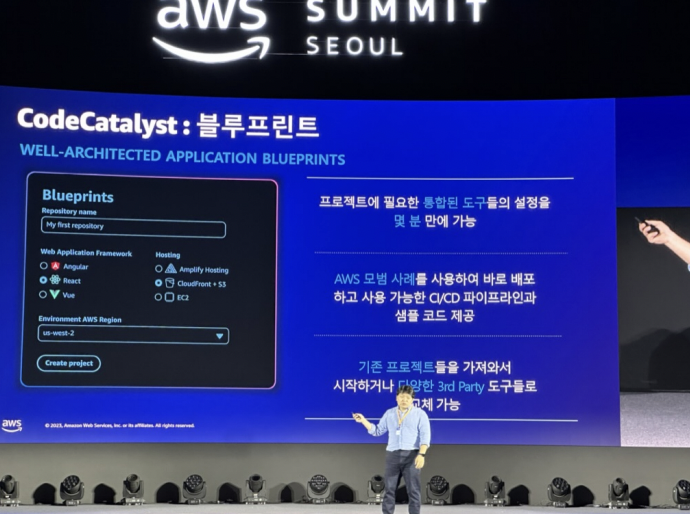 aws SUMMIT
SEOUL
CodeCatalyst : 블루프린트
WELL-ARCHITECTED APPLICATION BLUEPRINTS
Blueprints
Repository name
My first repository
Web Application Framework
Angular
React
Vue
Hosting
Amplify Hosting
CloudFront + S3
EC2
Environment AWS Region
us-west-2
Create project
프로젝트에 필요한 통합된 도구들의 설정을
몇 분 만에 가능
AWS 모범 사례를 사용하여 바로 배포
하고 사용 가능한 CI/CD 파이프라인과
샘플 코드 제공
기존 프로젝트들을 가져와서
시작하거나 3rd Party 도구들로
가능
aws
© 2023, Amazon Web Services, Inc. or its affiliates. All rights reserved.